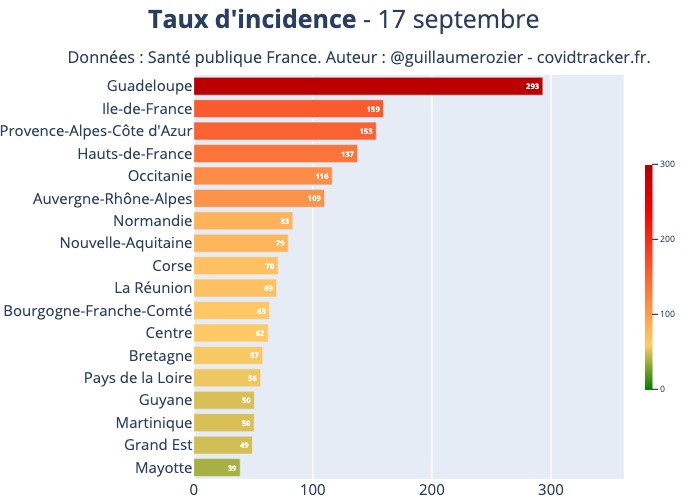 Taux d'incidence - 17 septembre
Données : Santé publique France. Auteur : @guillaumerozier - covidtracker.fr.
Guadeloupe 293
Ile-de-France 159
Provence-Alpes-Côte d'Azur 153
Hauts-de-France 137
Occitanie 116
Auvergne-Rhône-Alpes 109
Normandie 83
Nouvelle-Aquitaine 79
Corse 70
La Réunion 69
Bourgogne-Franche-Comté 63
Centre 62
Bretagne 57
Pays de la Loire 56
Guyane 50
Martinique 50
Grand Est 49
Mayotte 39
0 100 200 300
300
200
100
0